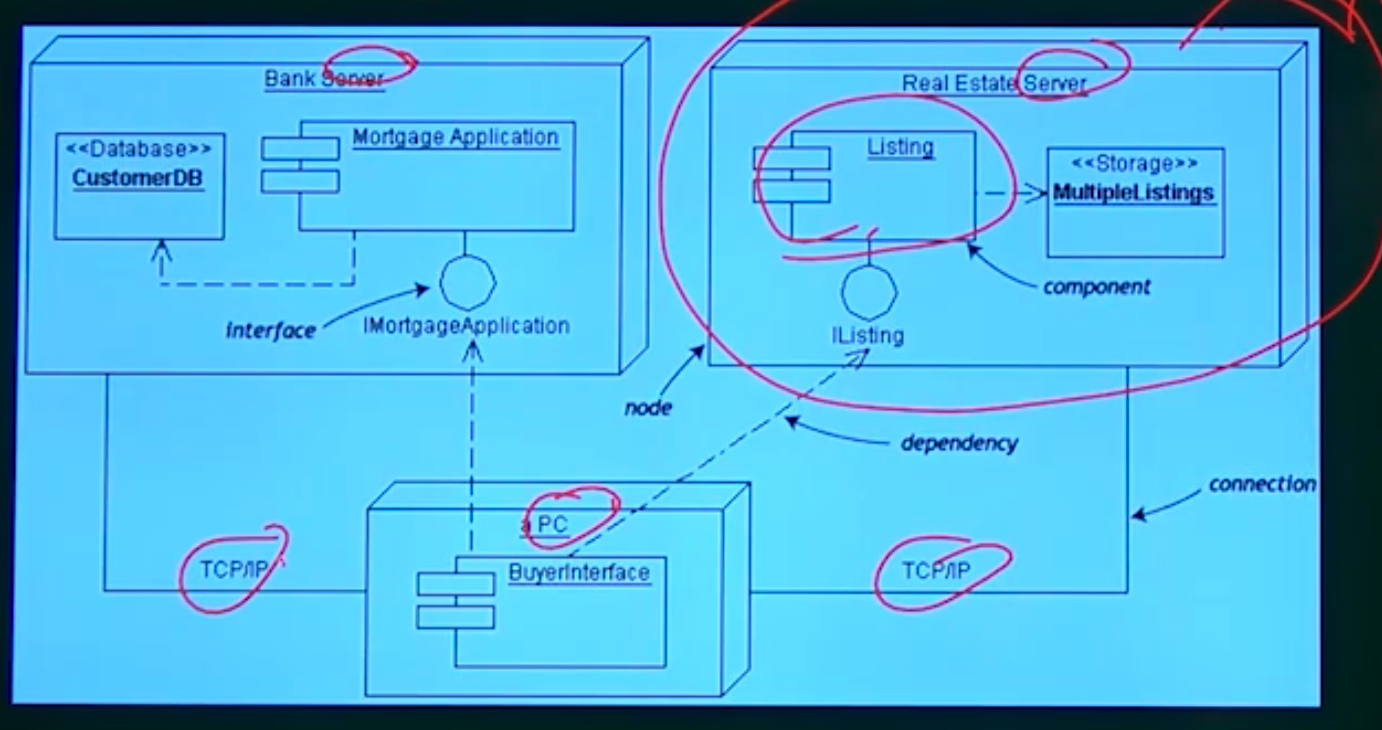 Bank Server
<<Database>>
CustomerDB
Mortgage Application
interface
IMortgageApplication
Real Estate Server
Listing
<<Storage>>
MultipleListings
component
IListing
node
dependency
connection
a PC
BuyerInterface
TCP/IP
TCP/IP